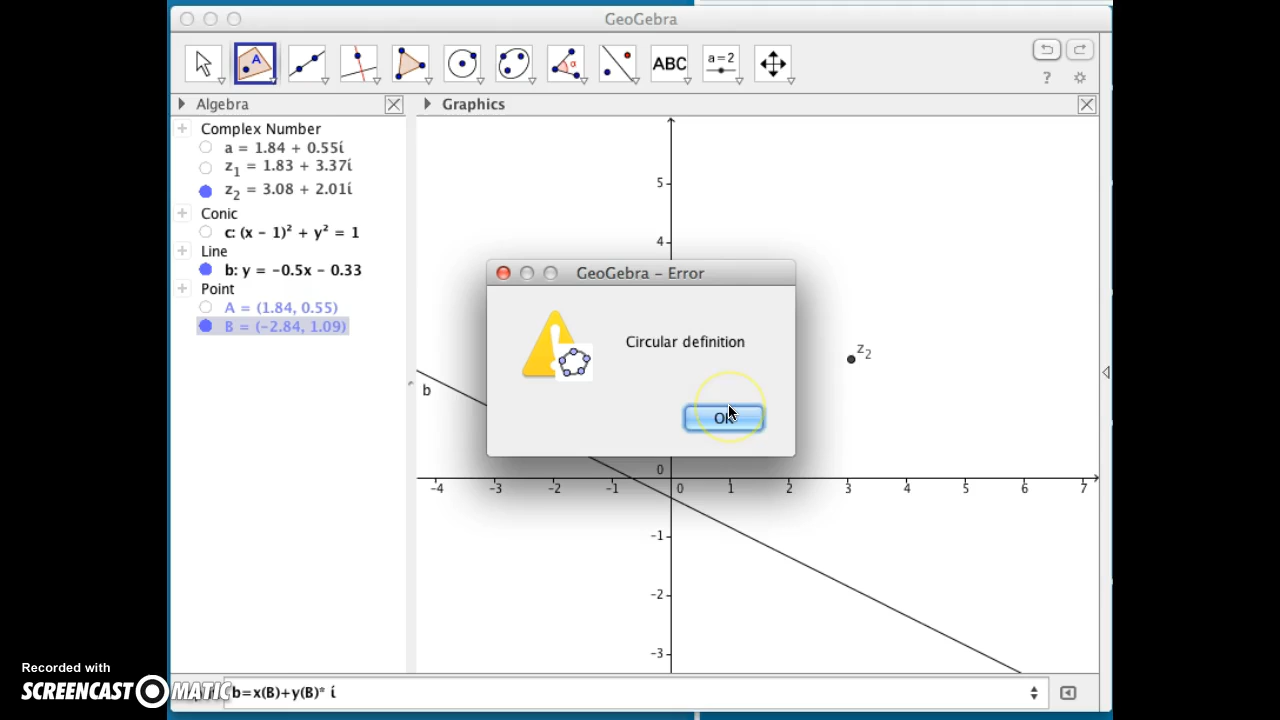 GeoGebra
A
α
ABC
a=2
?
Algebra
Graphics
Complex Number
a = 1.84 + 0.55í
z1 = 1.83 + 3.37í
z2 = 3.08 + 2.01í
Conic
c: (x − 1)² + y² = 1
Line
b: y = −0.5x − 0.33
Point
A = (1.84, 0.55)
B = (−2.84, 1.09)
5
4
GeoGebra – Error
Circular definition
OK
z2
b
0
-4 -3 -2 -1 0 1 2 3 4 5 6 7
-1
-2
-3
Recorded with
SCREENCAST O MATIC
b=x(B)+y(B)* í